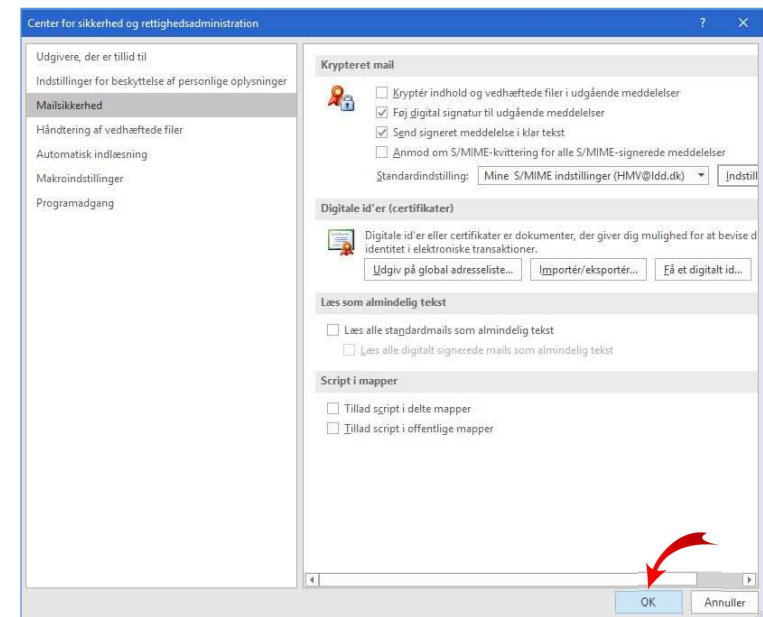 Center for sikkerhed og rettighedsadministration
Udgivere, der er tillid til
Indstillinger for beskyttelse af personlige oplysninger
Mailsikkerhed
Håndtering af vedhæftede filer
Automatisk indlæsning
Makroindstillinger
Programadgang
Krypteret mail
Kryptér indhold og vedhæftede filer i udgående meddelelser
Føj digital signatur til udgående meddelelser
Send signeret meddelelse i klar tekst
Anmod om S/MIME-kvittering for alle S/MIME-signerede meddelelser
Standardindstilling: Mine S/MIME indstillinger (HMV@ldd.dk) Indstill
Digitale id'er (certifikater)
Digitale id'er eller certifikater er dokumenter, der giver dig mulighed for at bevise d
identitet i elektroniske transaktioner.
Udgiv på global adresseliste... Importér/eksportér... Få et digitalt id...
Læs som almindelig tekst
Læs alle standardmails som almindelig tekst
Læs alle digitalt signerede mails som almindelig tekst
Script i mapper
Tillad script i delte mapper
Tillad script i offentlige mapper
OK Annuller